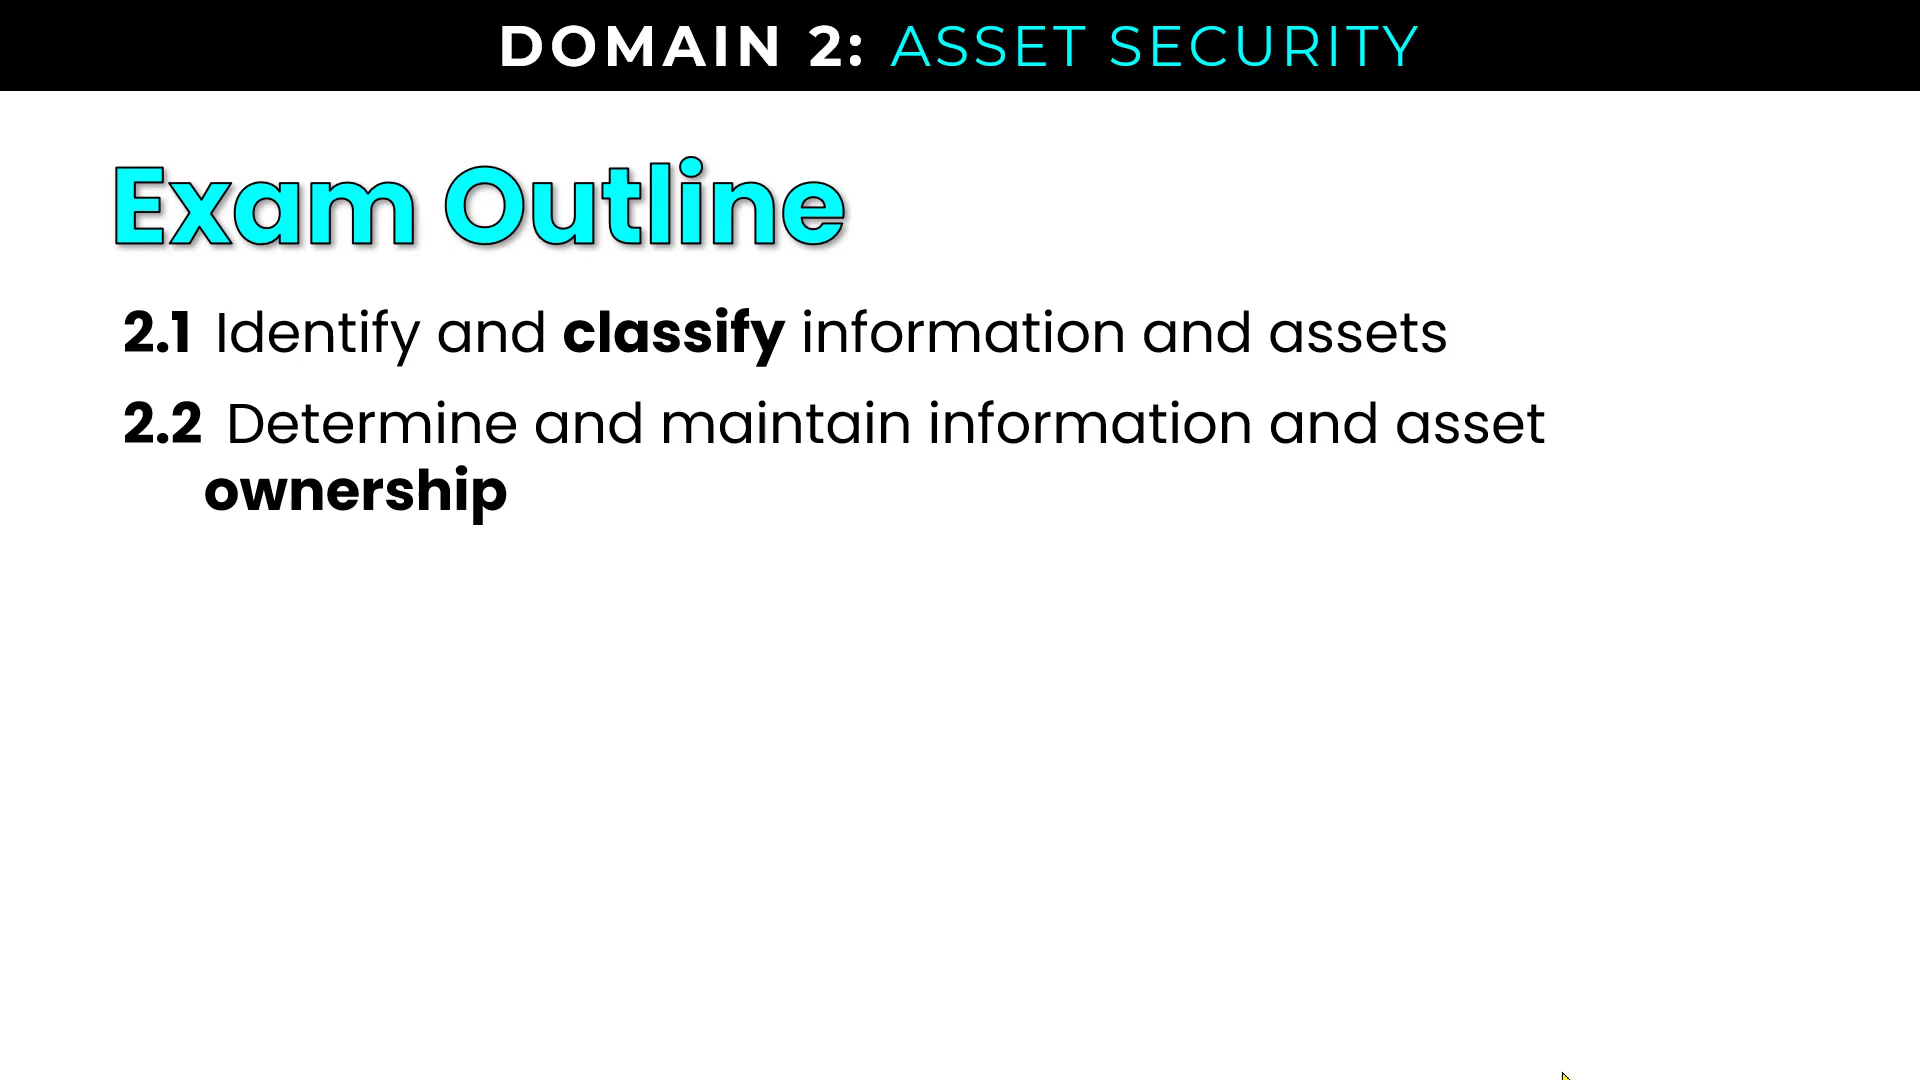 DOMAIN 2: ASSET SECURITY
Exam Outline
2.1 Identify and classify information and assets
2.2 Determine and maintain information and asset
ownership